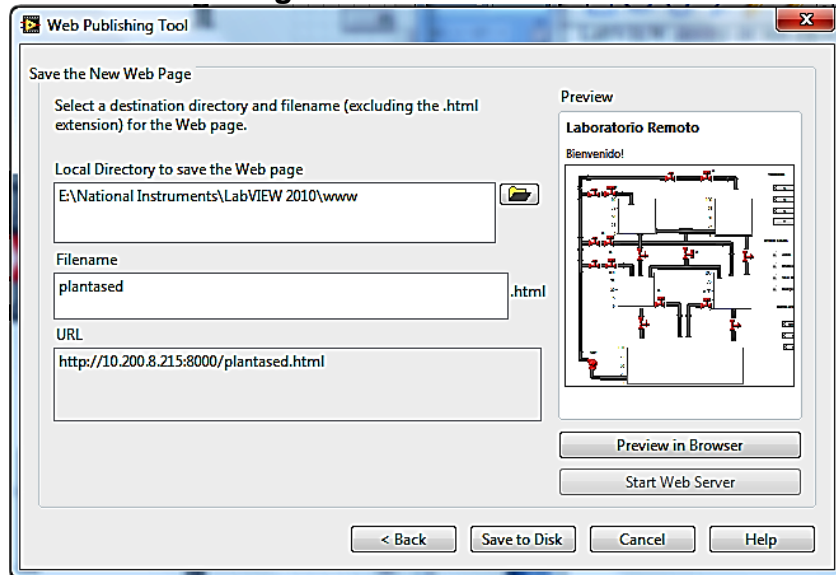 Web Publishing Tool
Save the New Web Page
Select a destination directory and filename (excluding the .html
extension) for the Web page.
Local Directory to save the Web page
E:\National Instruments\LabVIEW 2010\www
Filename
plantased
.html
URL
http://10.200.8.215:8000/plantased.html
Preview
Laboratorio Remoto
Bienvenido!
Preview in Browser
Start Web Server
< Back
Save to Disk
Cancel
Help